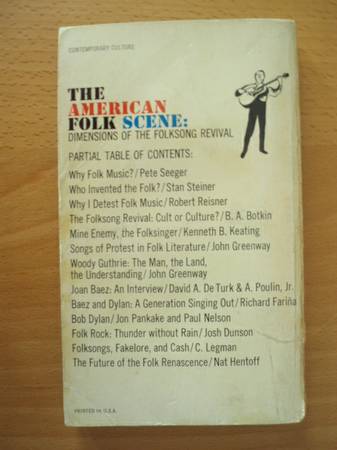 CONTEMPORARY CULTURE
THE
AMERICAN
FOLK SCENE:
DIMENSIONS OF THE FOLKSONG REVIVAL
PARTIAL TABLE OF CONTENTS:
Why Folk Music?/Pete Seeger
Who Invented the Folk?/Stan Steiner
Why I Detest Folk Music/Robert Reisner
The Folksong Revival: Cult or Culture?/B. A. Botkin
Mine Enemy, the Folksinger/Kenneth B. Keating
Songs of Protest in Folk Literature/John Greenway
Woody Guthrie: The Man, the Land,
the Understanding/John Greenway
Joan Baez: An Interview/David A. De Turk & A. Poulin, Jr.
Baez and Dylan: A Generation Singing Out/Richard Fariña
Bob Dylan/Jon Pankake and Paul Nelson
Folk Rock: Thunder without Rain/Josh Dunson
Folksongs, Fakelore, and Cash/C. Legman
The Future of the Folk Renascence/Nat Hentoff
PRINTED IN U.S.A.